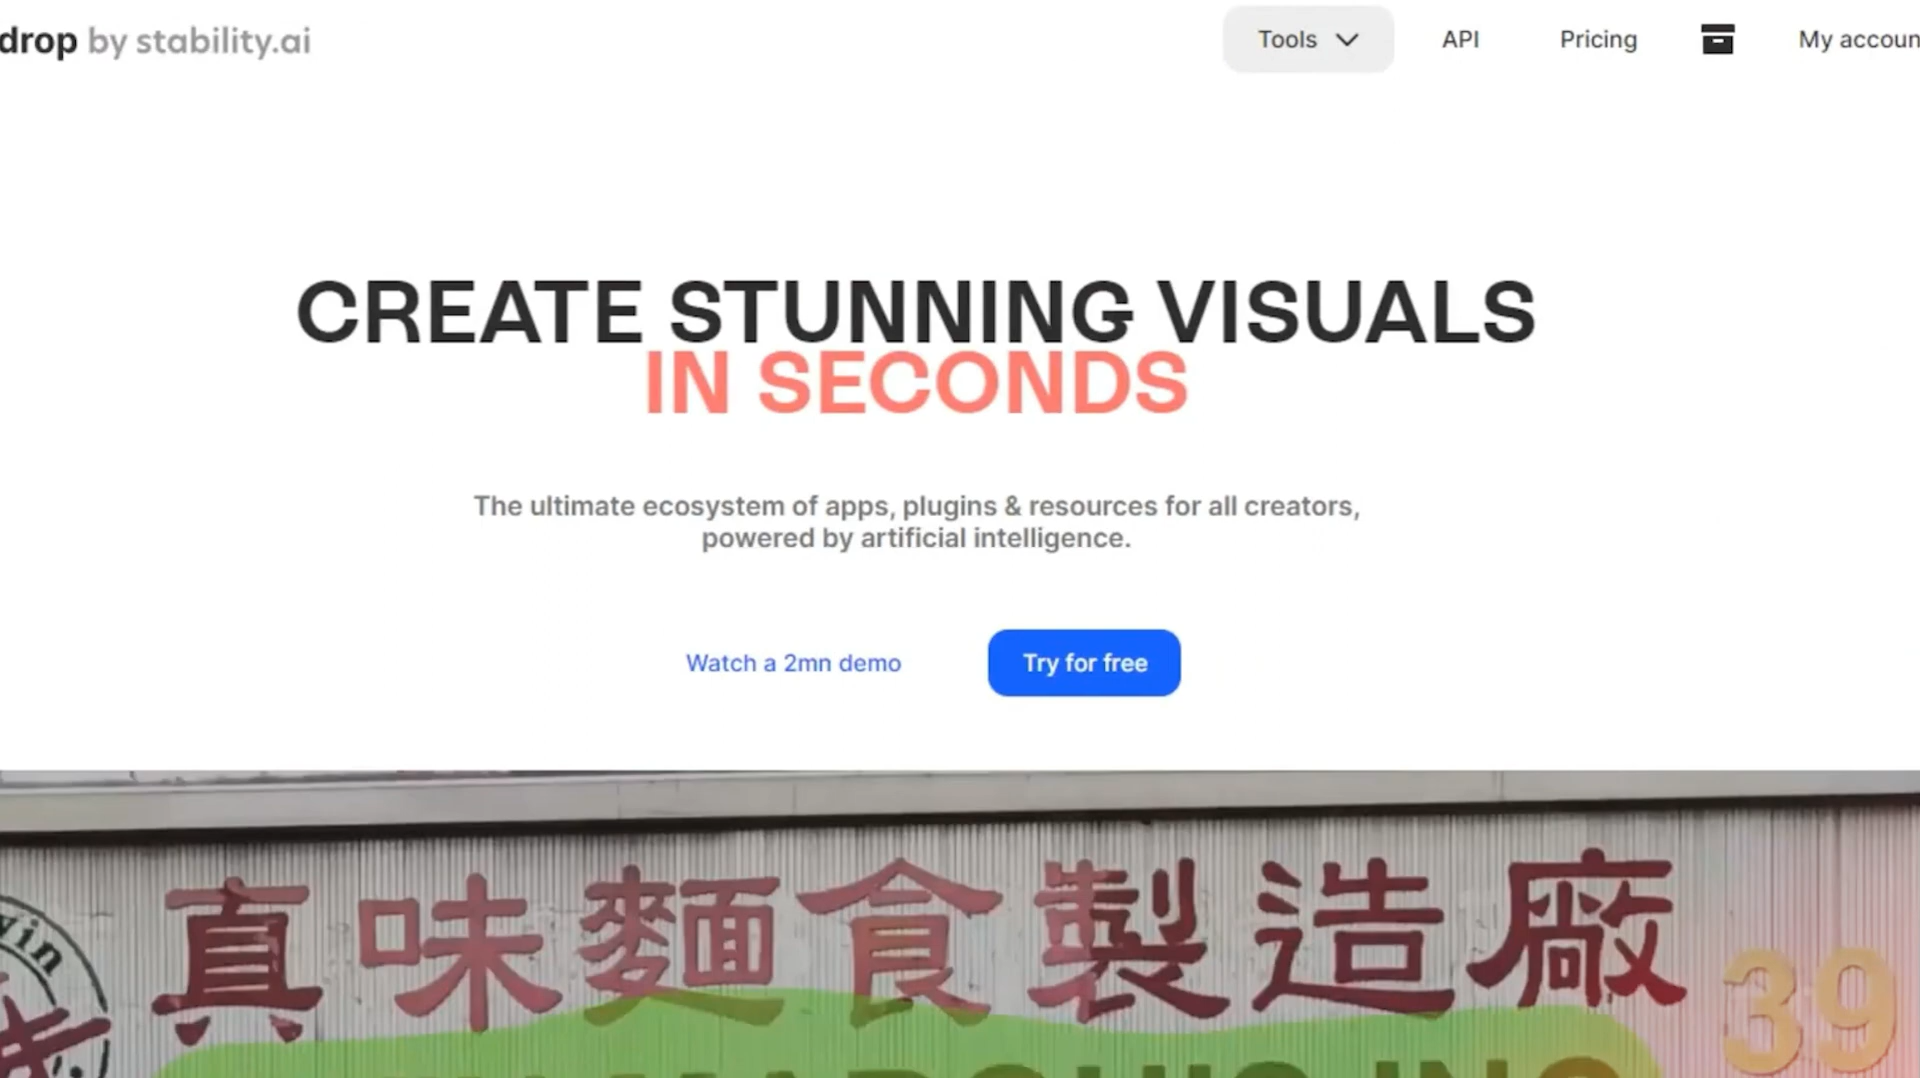 drop by stability.ai
Tools
API
Pricing
My accoun
CREATE STUNNING VISUALS
IN SECONDS
The ultimate ecosystem of apps, plugins & resources for all creators,
powered by artificial intelligence.
Watch a 2mn demo
Try for free
真味麵食製造廠
win
39